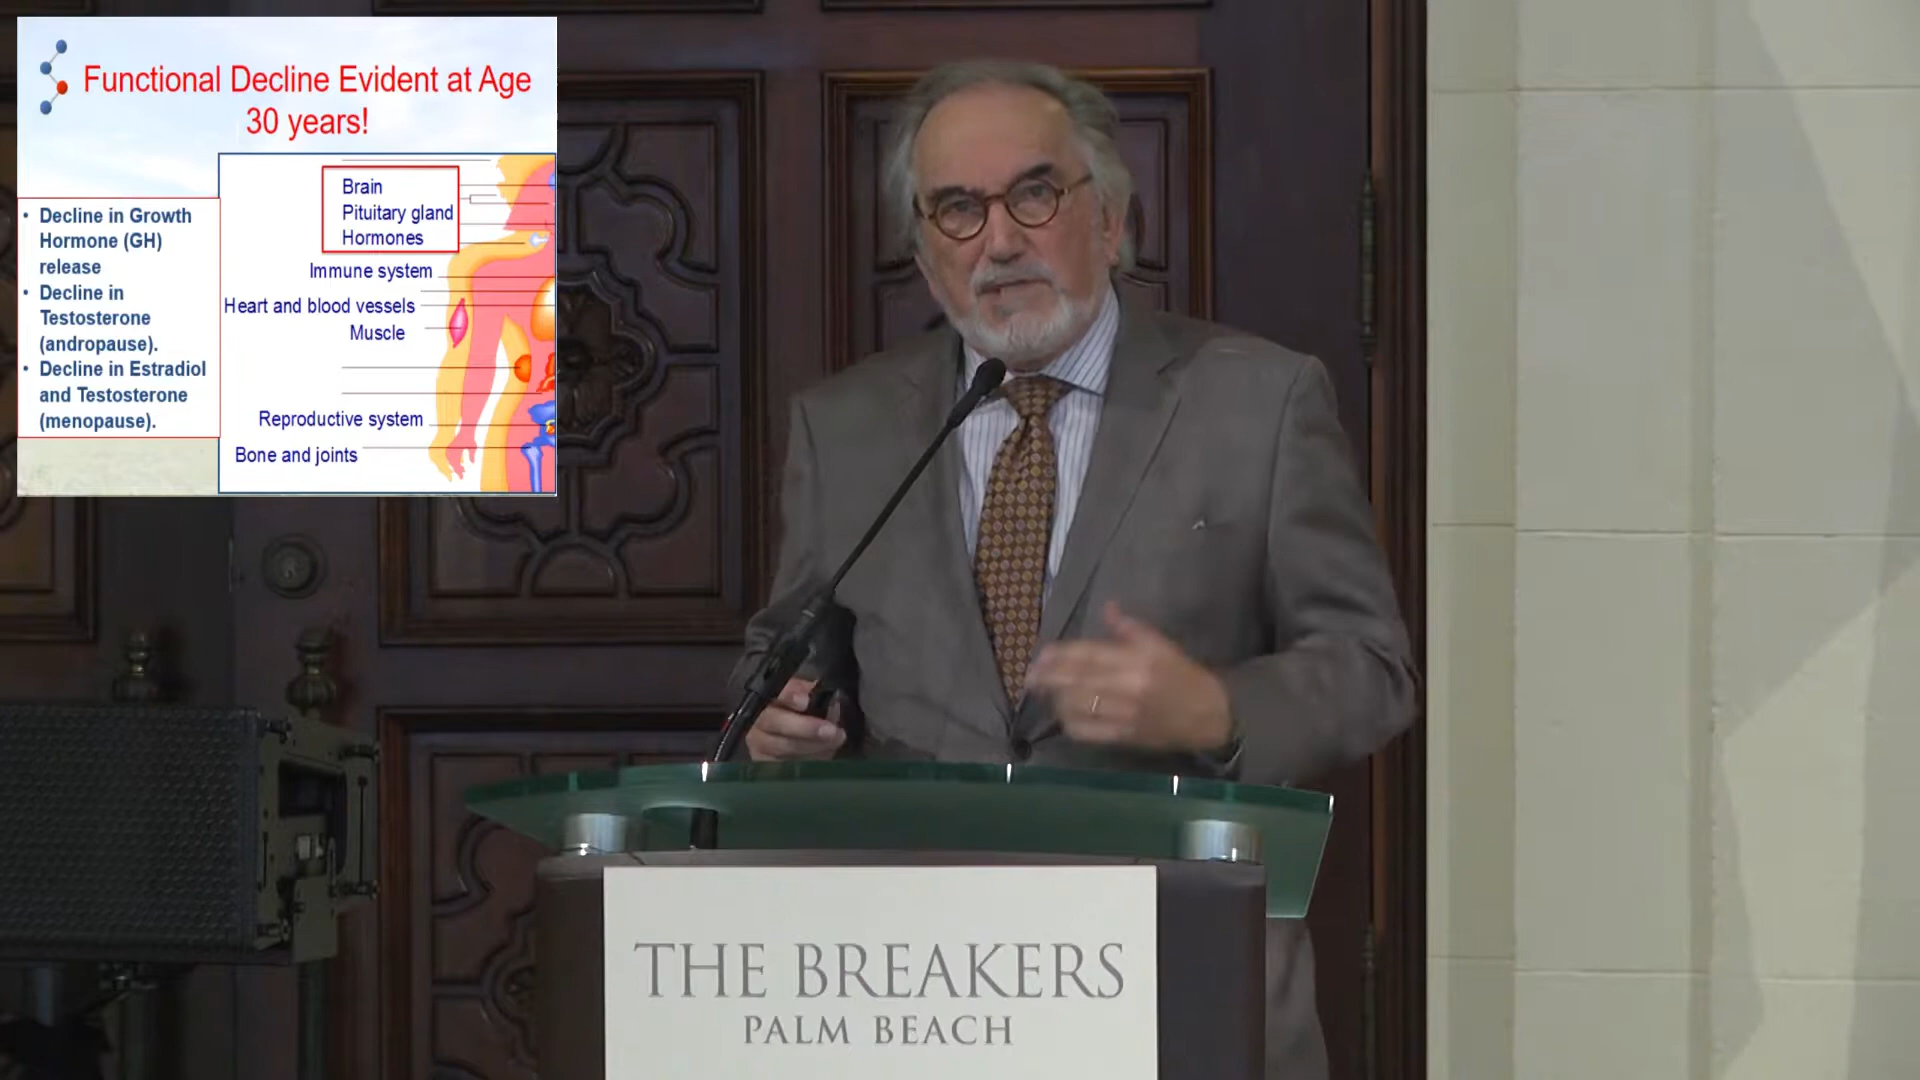 Functional Decline Evident at Age
30 years!
• Decline in Growth
Hormone (GH)
release
• Decline in
Testosterone
(andropause).
• Decline in Estradiol
and Testosterone
(menopause).
Brain
Pituitary gland
Hormones
Immune system
Heart and blood vessels
Muscle
Reproductive system
Bone and joints
THE BREAKERS
PALM BEACH